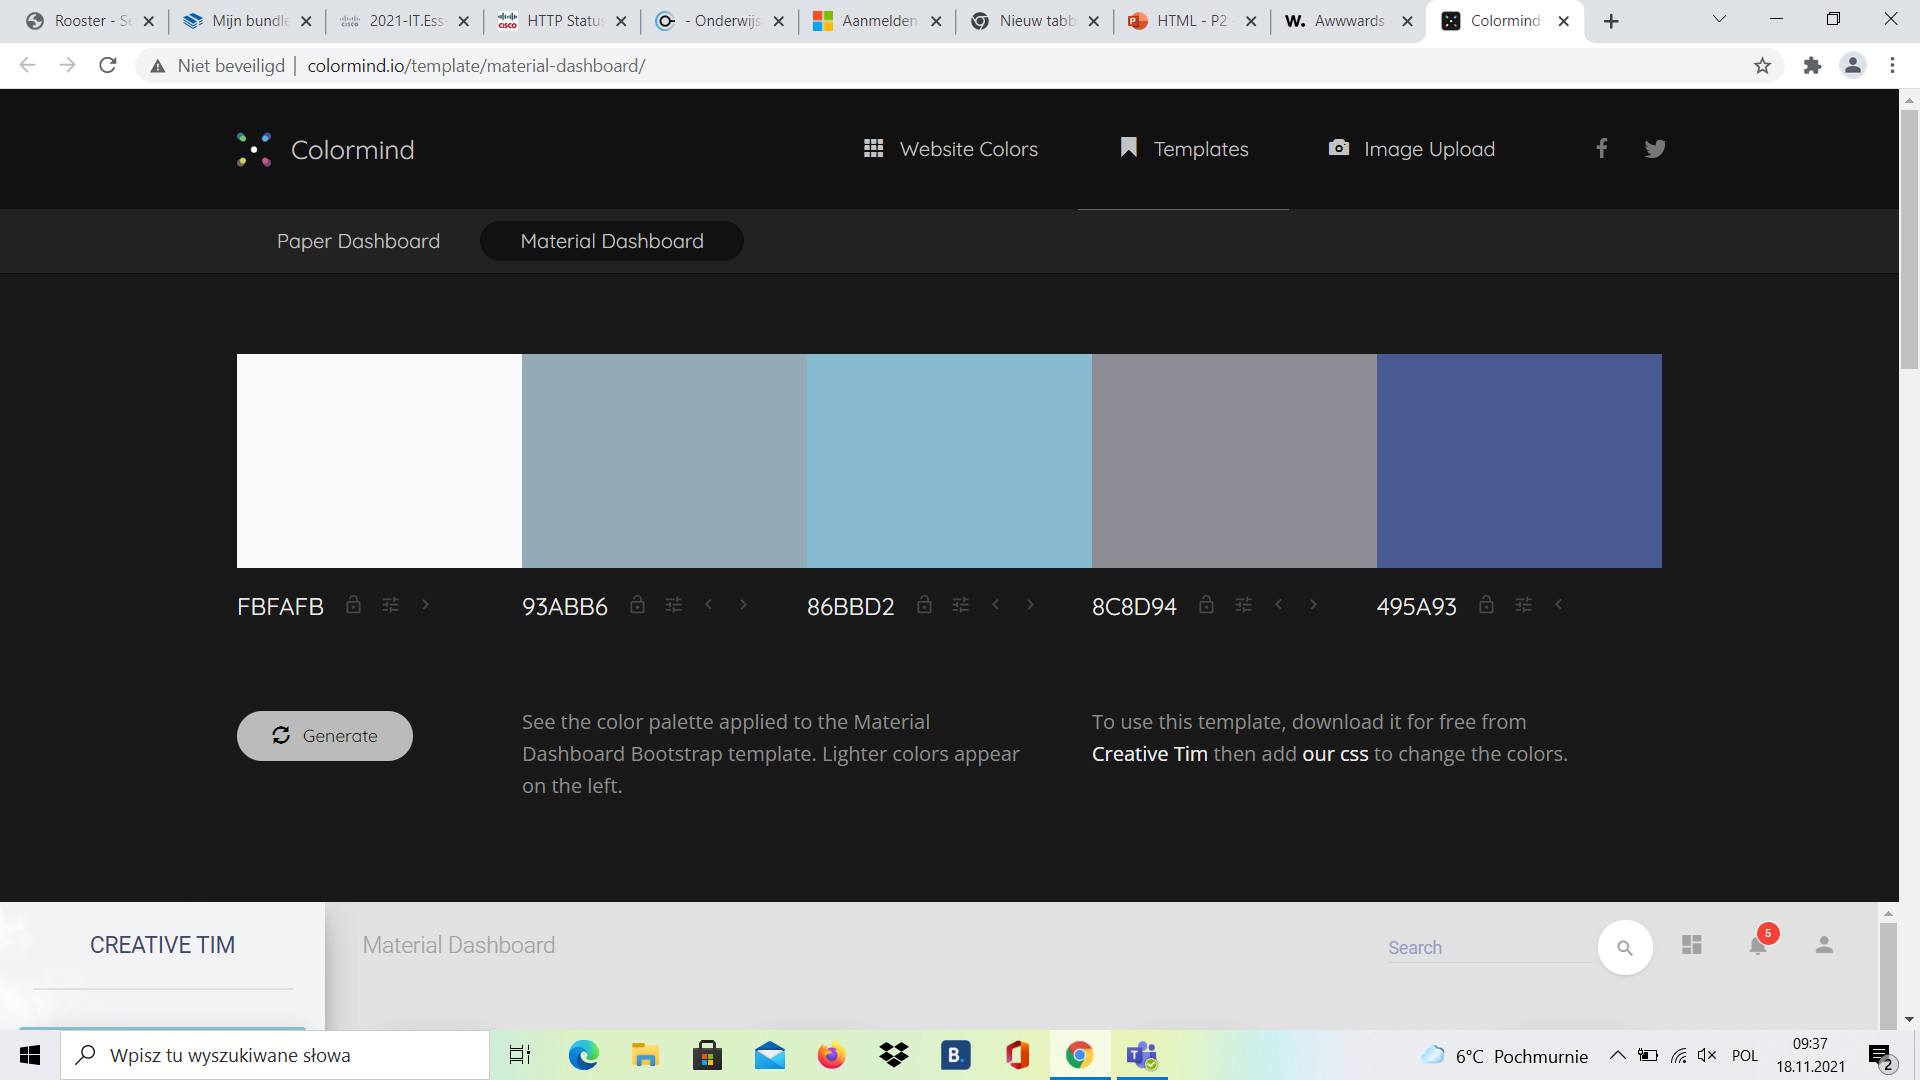 Rooster - Se
Mijn bundle
2021-IT.Ess
HTTP Status
- Onderwijs
Aanmelden
Nieuw tabb
HTML - P2 -
W. Awwwards
Colormind
Niet beveiligd
colormind.io/template/material-dashboard/
Colormind
Website Colors
Templates
Image Upload
Paper Dashboard
Material Dashboard
FBFAFB
93ABB6
86BBD2
8C8D94
495A93
Generate
See the color palette applied to the Material
Dashboard Bootstrap template. Lighter colors appear
on the left.
To use this template, download it for free from
Creative Tim then add our css to change the colors.
CREATIVE TIM
Material Dashboard
Search
5
Wpisz tu wyszukiwane słowa
B.
6°C Pochmurnie
POL
09:37
18.11.2021
2